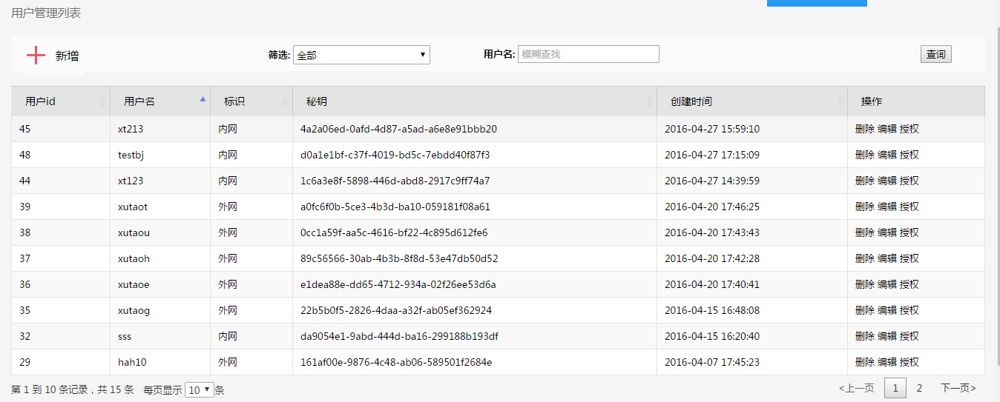 用户管理列表
新增 筛选: 全部 用户名: 模糊查找 查询
用户id 用户名 标识 秘钥 创建时间 操作
45 xt213 内网 4a2a06ed-0afd-4d87-a5ad-a6e8e91bbb20 2016-04-27 15:59:10 删除 编辑 授权
48 testbj 内网 d0a1e1bf-c37f-4019-bd5c-7ebdd40f87f3 2016-04-27 17:15:09 删除 编辑 授权
44 xt123 内网 1c6a3e8f-5898-446d-abd8-2917c9ff74a7 2016-04-27 14:39:59 删除 编辑 授权
39 xutaot 外网 a0fc6f0b-5ce3-4b3d-ba10-059181f08a61 2016-04-20 17:46:25 删除 编辑 授权
38 xutaou 外网 0cc1a59f-aa5c-4616-bf22-4c895d612fe6 2016-04-20 17:43:43 删除 编辑 授权
37 xutaoh 外网 89c56566-30ab-4b3b-8f8d-53e47db50d52 2016-04-20 17:42:28 删除 编辑 授权
36 xutaoe 外网 e1dea88e-dd65-4712-934a-02f26ee53d6a 2016-04-20 17:40:41 删除 编辑 授权
35 xutaog 外网 22b5b0f5-2826-4daa-a32f-ab05ef362924 2016-04-15 16:48:08 删除 编辑 授权
32 sss 内网 da9054e1-9abd-444d-ba16-299188b193df 2016-04-15 16:20:40 删除 编辑 授权
29 hah10 外网 161af00e-9876-4c48-ab06-589501f2684e 2016-04-07 17:45:23 删除 编辑 授权
第 1 到 10 条记录，共 15 条 每页显示 10 条 <上一页 1 2 下一页>